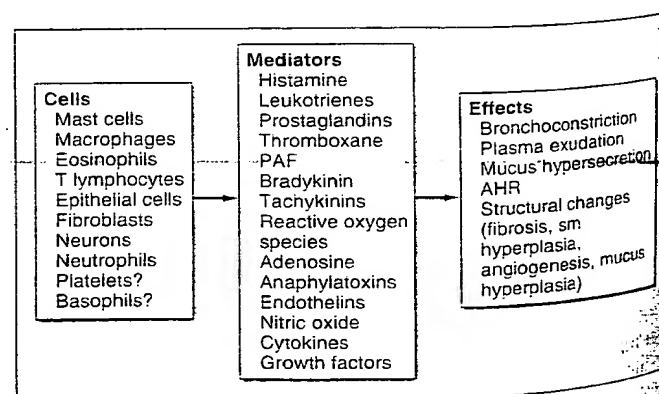 Cells
Mast cells
Macrophages
Eosinophils
T lymphocytes
Epithelial cells
Fibroblasts
Neurons
Neutrophils
Platelets?
Basophils?
Mediators
Histamine
Leukotrienes
Prostaglandins
Thromboxane
PAF
Bradykinin
Tachykinins
Reactive oxygen
species
Adenosine
Anaphylatoxins
Endothelins
Nitric oxide
Cytokines
Growth factors
Effects
Bronchoconstriction
Plasma exudation
Mucus hypersecretion
AHR
Structural changes
(fibrosis, sm
hyperplasia,
angiogenesis, mucus
hyperplasia)